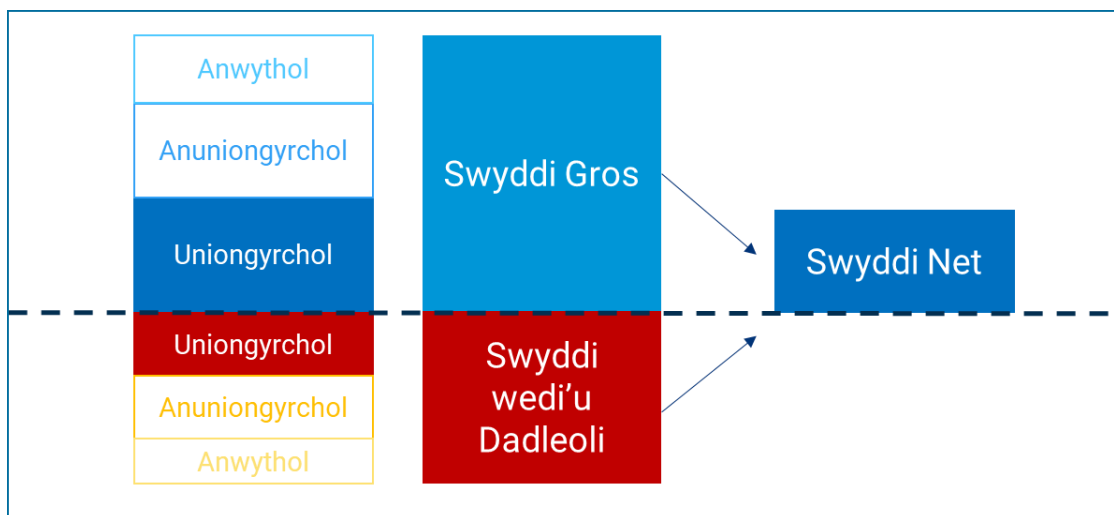 Anwythol
Anuniongyrchol
Uniongyrchol
Uniongyrchol
Anuniongyrchol
Anwythol
Swyddi Gros
Swyddi
wedi’u
Dadleoli
Swyddi Net